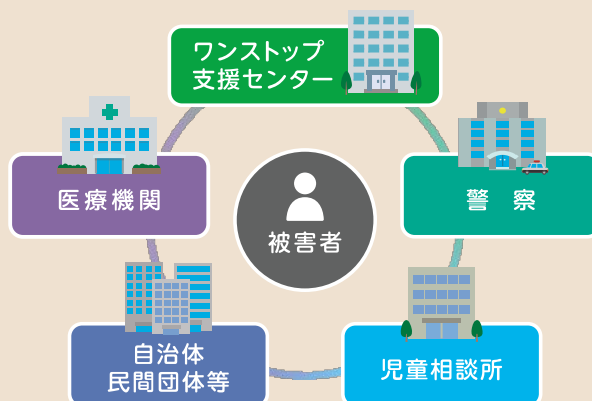 ワンストップ
支援センター
医療機関
警 察
被害者
自治体
民間団体等
児童相談所